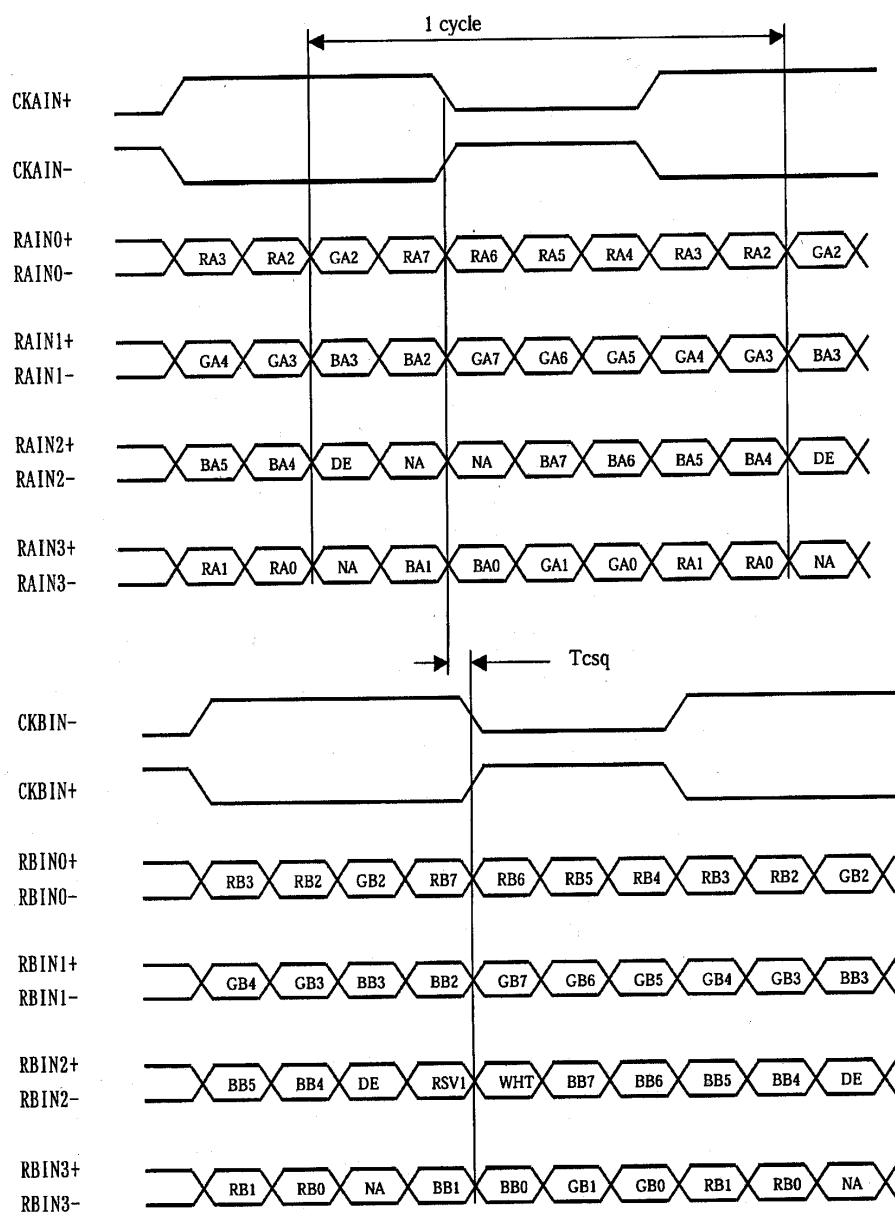 1 cycle
CKAIN+
CKAIN-
RAIN0+
RA3 RA2 GA2 RA7 RA6 RA5 RA4 RA3 RA2 GA2
RAIN0-
RAIN1+
GA4 GA3 BA3 BA2 GA7 GA6 GA5 GA4 GA3 BA3
RAIN1-
RAIN2+
BA5 BA4 DE NA NA BA7 BA6 BA5 BA4 DE
RAIN2-
RAIN3+
RA1 RA0 NA BA1 BA0 GA1 GA0 RA1 RA0 NA
RAIN3-
Tcsq
CKBIN-
CKBIN+
RBIN0+
RB3 RB2 GB2 RB7 RB6 RB5 RB4 RB3 RB2 GB2
RBIN0-
RBIN1+
GB4 GB3 BB3 BB2 GB7 GB6 GB5 GB4 GB3 BB3
RBIN1-
RBIN2+
BB5 BB4 DE RSV1 WHT BB7 BB6 BB5 BB4 DE
RBIN2-
RBIN3+
RB1 RB0 NA BB1 BB0 GB1 GB0 RB1 RB0 NA
RBIN3-